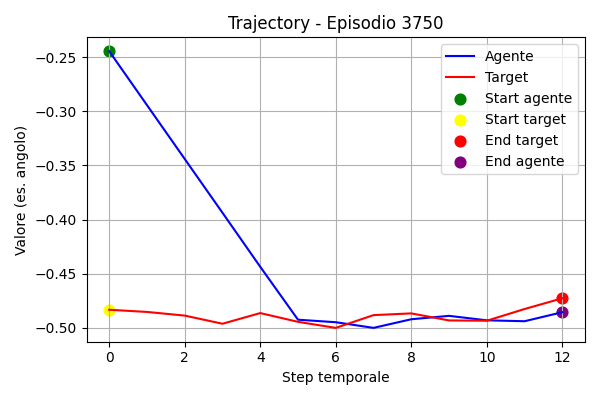 Trajectory - Episodio 3750
Agente
Target
Start agente
Start target
End target
End agente
Valore (es. angolo)
−0.25
−0.30
−0.35
−0.40
−0.45
−0.50
0 2 4 6 8 10 12
Step temporale